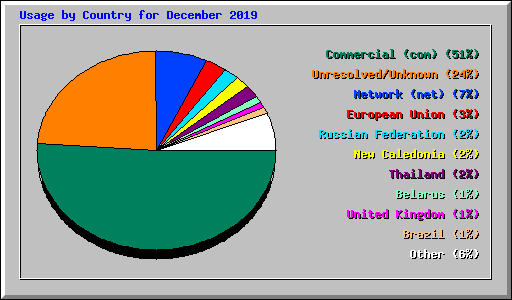 Usage by Country for December 2019
Commercial (com) (51%)
Unresolved/Unknown (24%)
Network (net) (7%)
European Union (3%)
Russian Federation (2%)
New Caledonia (2%)
Thailand (2%)
Belarus (1%)
United Kingdom (1%)
Brazil (1%)
Other (6%)